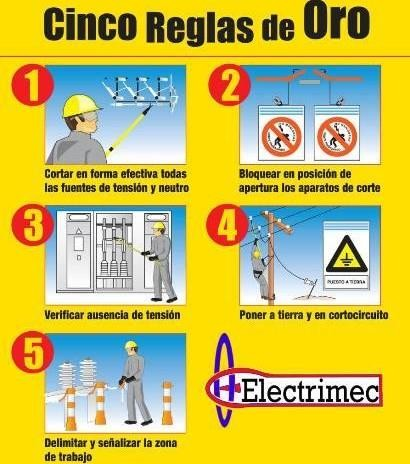 Cinco Reglas de Oro
1
2
Cortar en forma efectiva todas
las fuentes de tensión y neutro
Bloquear en posición de
apertura los aparatos de corte
3
4
PUESTO A TIERRA
Verificar ausencia de tensión
Poner a tierra y en cortocircuito
5
Electrimec
Delimitar y señalizar la zona
de trabajo